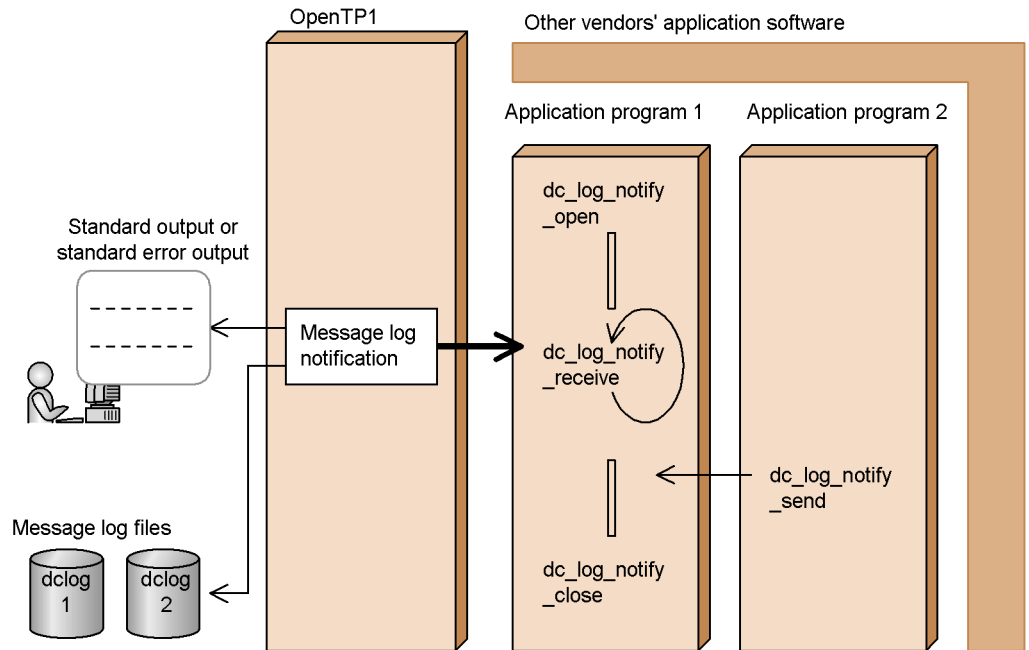 OpenTP1
Other vendors' application software
Application program 1
Application program 2
dc_log_notify
_open
Standard output or
standard error output
Message log
notification
dc_log_notify
_receive
dc_log_notify
_send
Message log files
dclog
1
dclog
2
dc_log_notify
_close